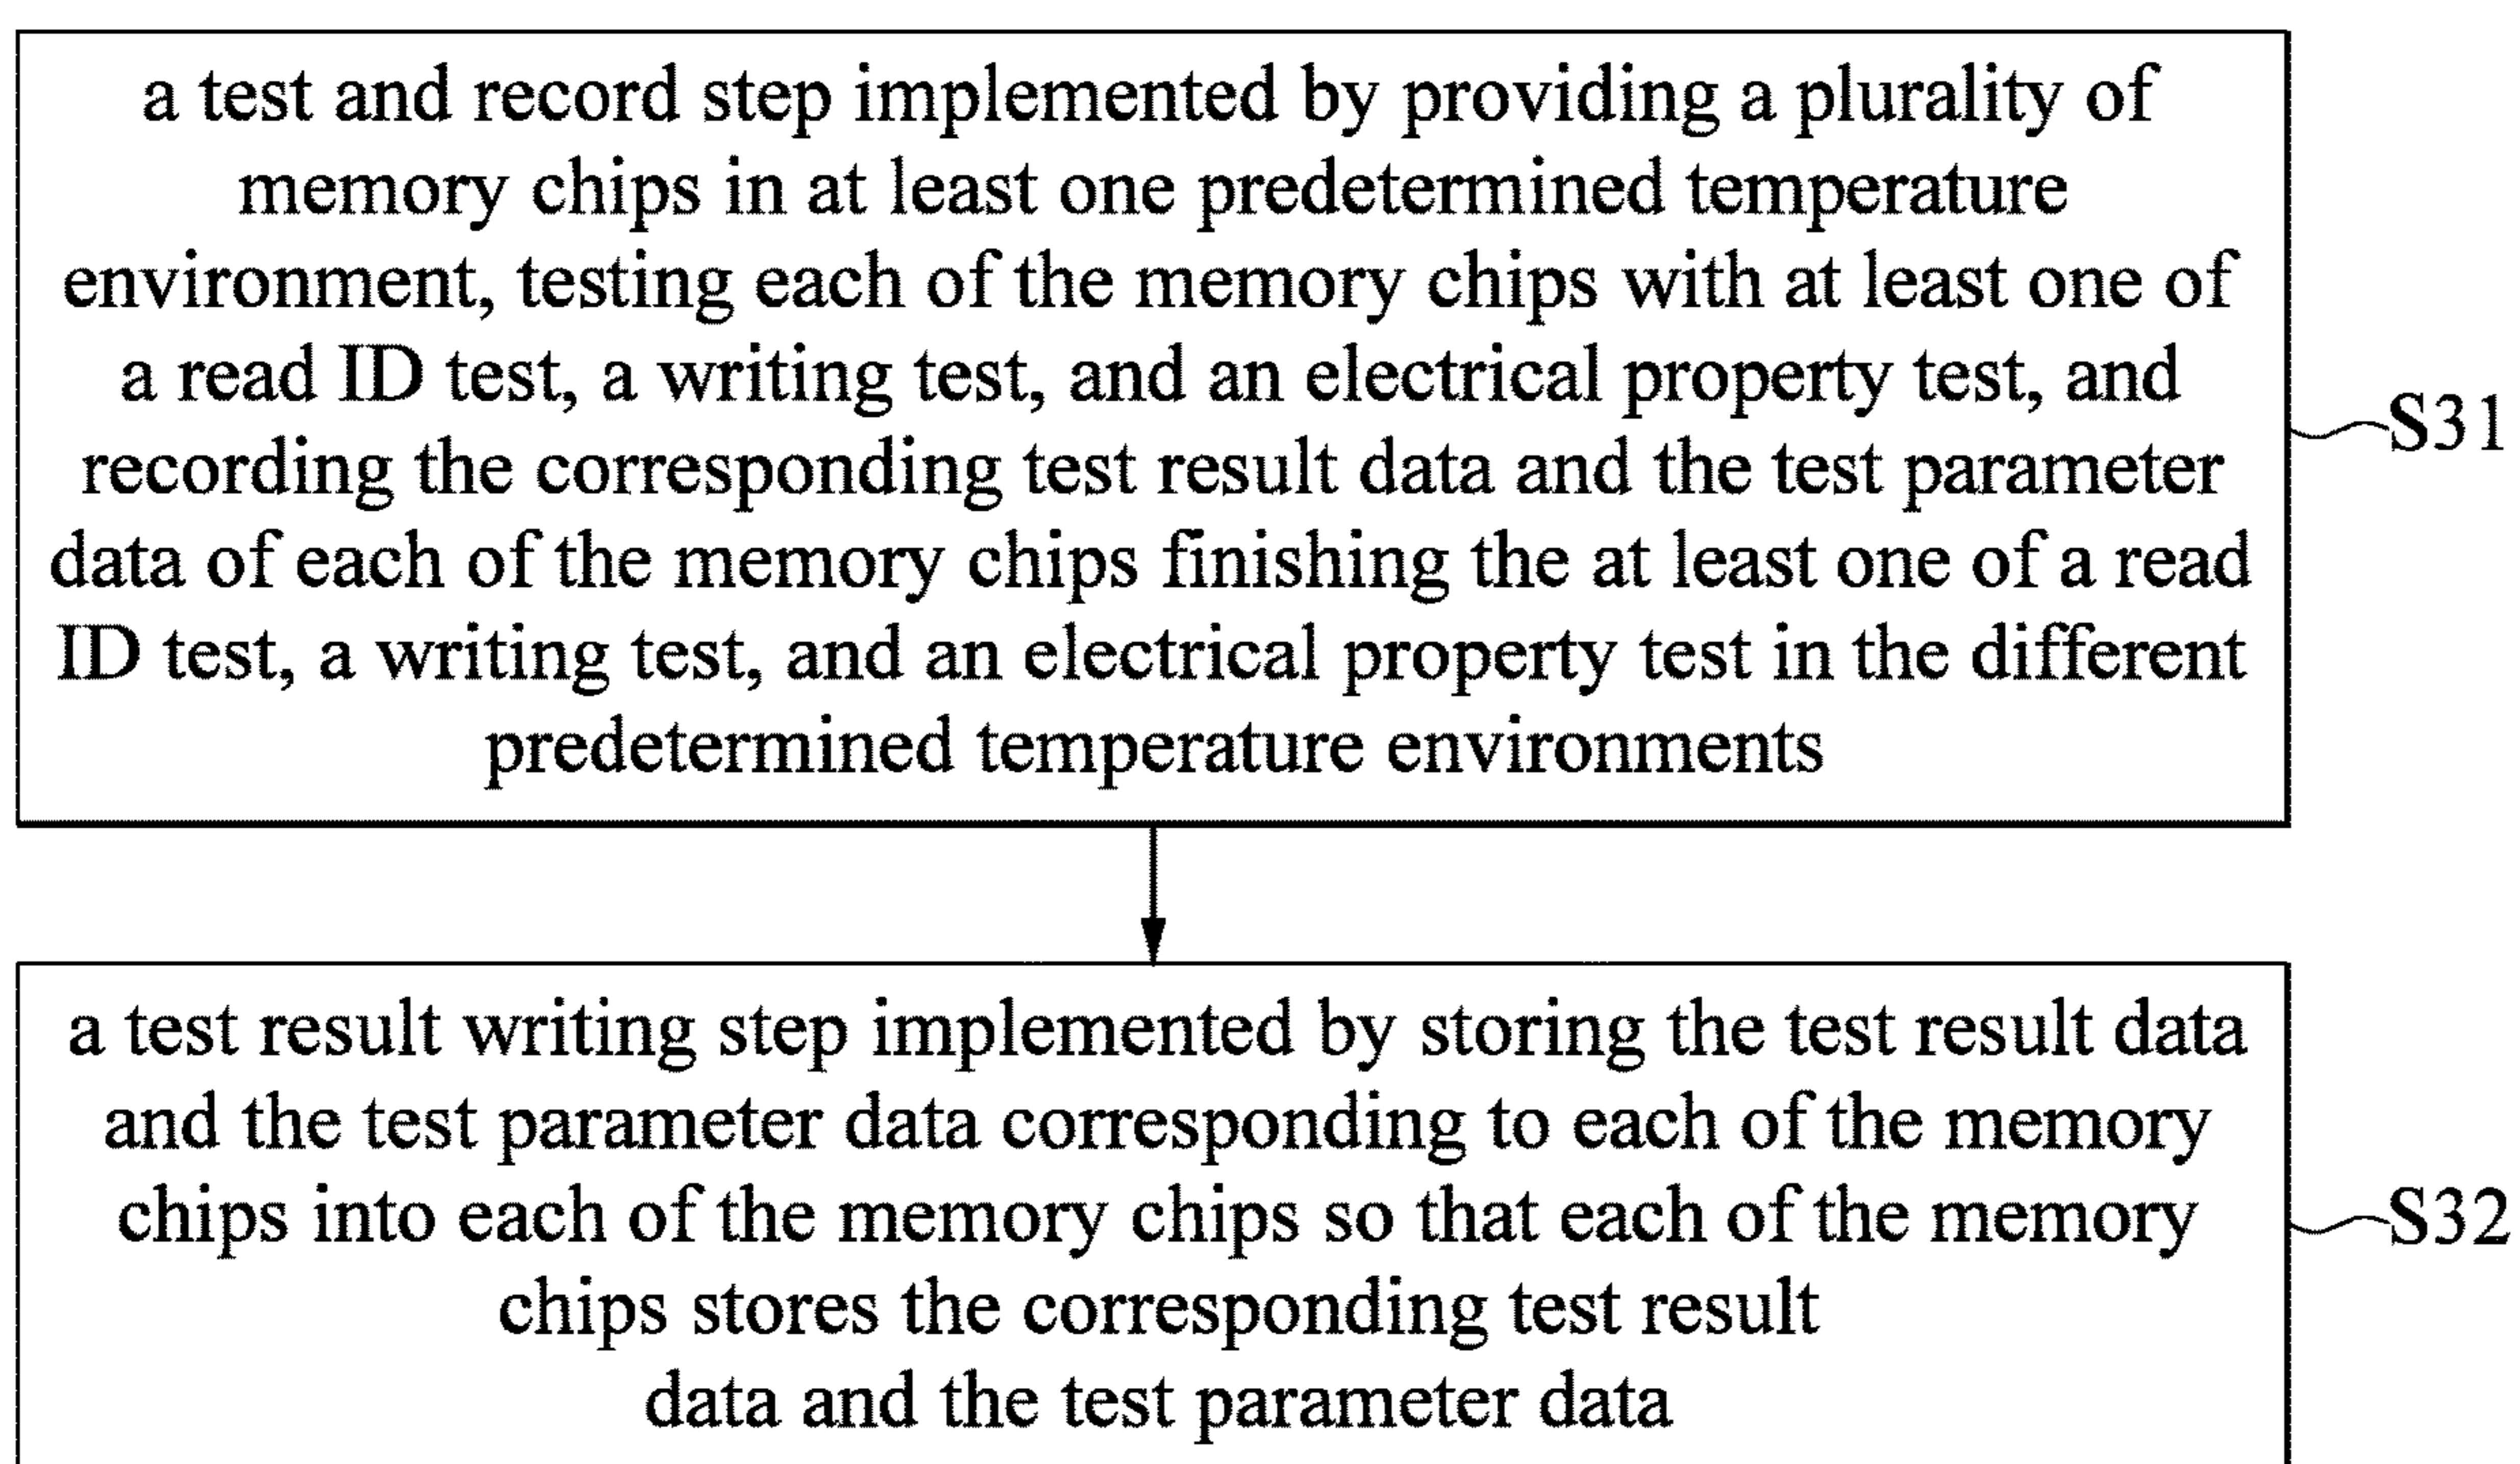 a test and record step implemented by providing a plurality of
memory chips in at least one predetermined temperature
environment, testing each of the memory chips with at least one of
a read ID test, a writing test, and an electrical property test, and
recording the corresponding test result data and the test parameter
data of each of the memory chips finishing the at least one of a read
ID test, a writing test, and an electrical property test in the different
predetermined temperature environments
S31
a test result writing step implemented by storing the test result data
and the test parameter data corresponding to each of the memory
chips into each of the memory chips so that each of the memory
chips stores the corresponding test result
data and the test parameter data
S32